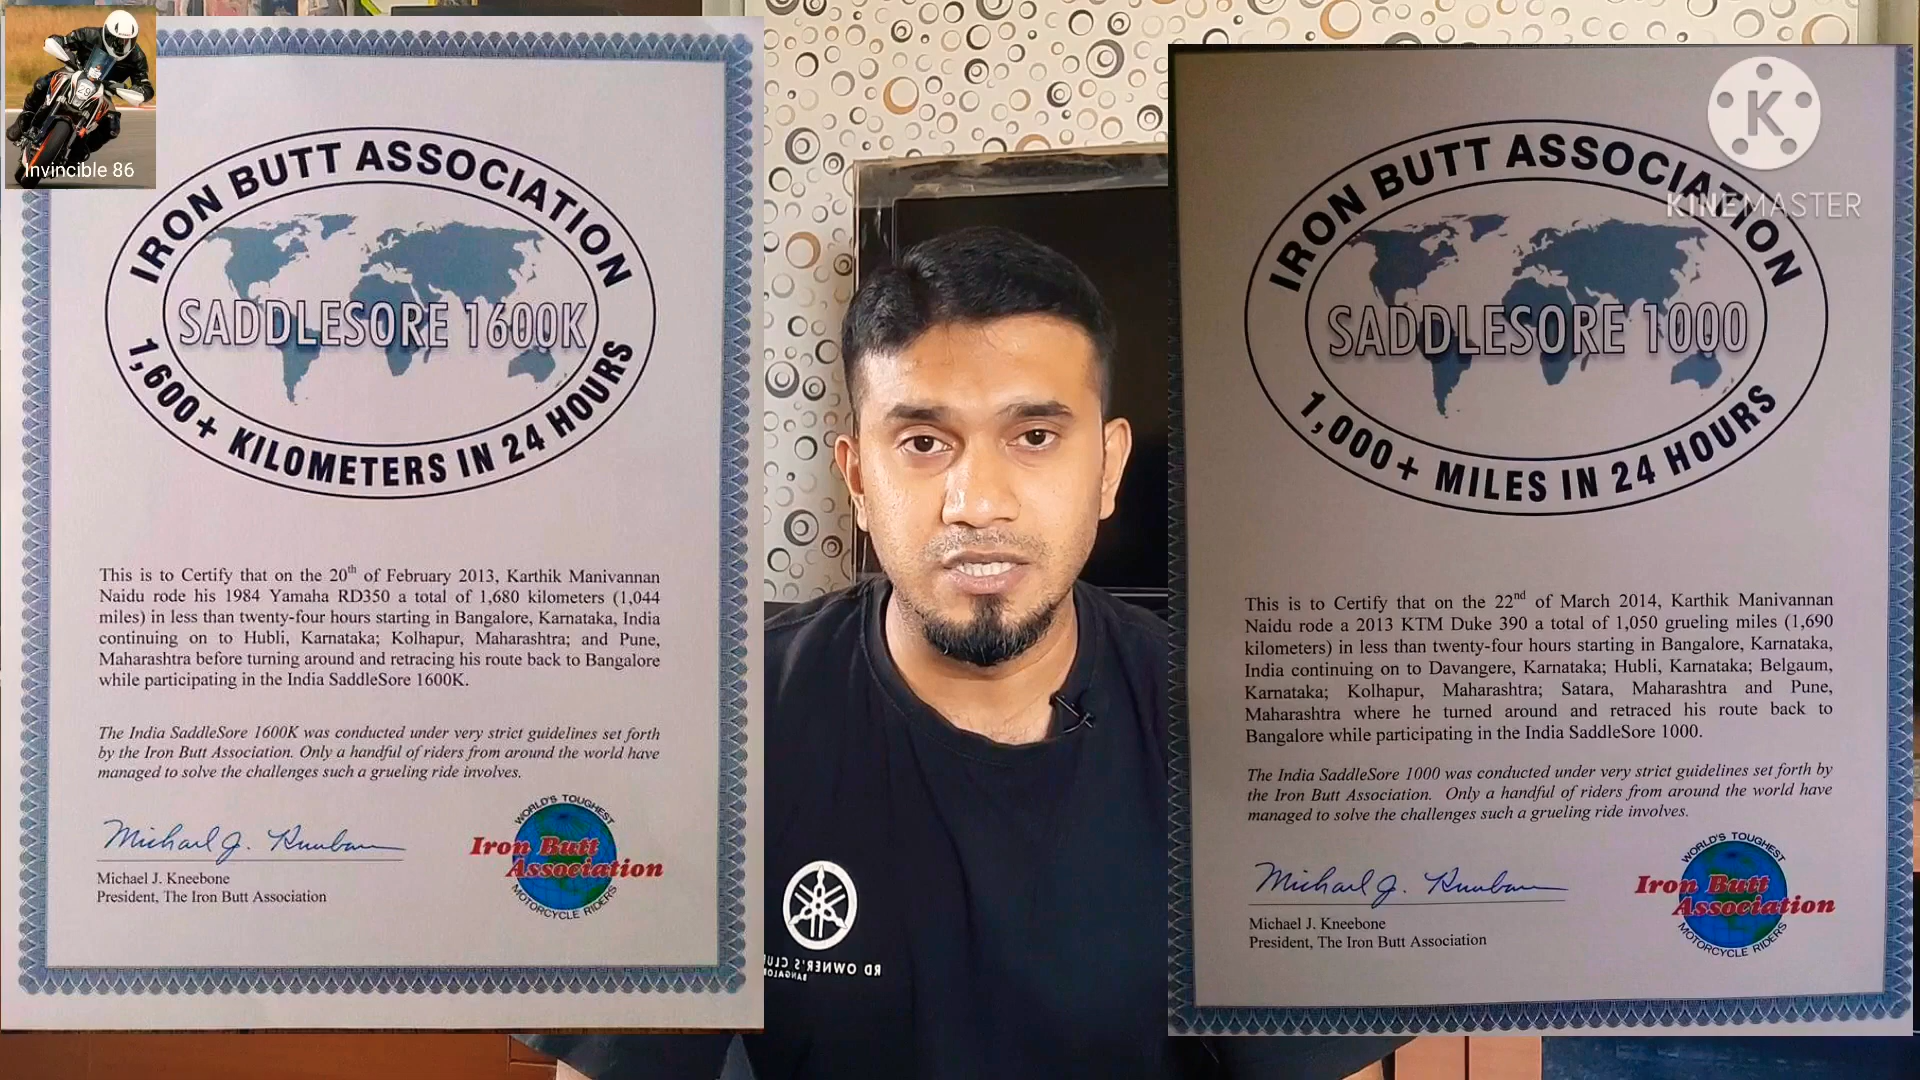 Invincible 86
IRON BUTT ASSOCIATION
SADDLESORE 1600K
1,600+ KILOMETERS IN 24 HOURS
This is to Certify that on the 20th of February 2013, Karthik Manivannan
Naidu rode his 1984 Yamaha RD350 a total of 1,680 kilometers (1,044
miles) in less than twenty-four hours starting in Bangalore, Karnataka, India
continuing on to Hubli, Karnataka; Kolhapur, Maharashtra; and Pune,
Maharashtra before turning around and retracing his route back to Bangalore
while participating in the India SaddleSore 1600K.
The India SaddleSore 1600K was conducted under very strict guidelines set forth
by the Iron Butt Association. Only a handful of riders from around the world have
managed to solve the challenges such a grueling ride involves.
Michael J. Kneebone
President, The Iron Butt Association
WORLD'S TOUGHEST
Iron Butt
Association
MOTORCYCLE RIDERS
RD OWNER'S CLUB
BANGALORE
K
KINEMASTER
IRON BUTT ASSOCIATION
SADDLESORE 1000
1,000+ MILES IN 24 HOURS
This is to Certify that on the 22nd of March 2014, Karthik Manivannan
Naidu rode a 2013 KTM Duke 390 a total of 1,050 grueling miles (1,690
kilometers) in less than twenty-four hours starting in Bangalore, Karnataka,
India continuing on to Davangere, Karnataka; Hubli, Karnataka; Belgaum,
Karnataka; Kolhapur, Maharashtra; Satara, Maharashtra and Pune,
Maharashtra where he turned around and retraced his route back to
Bangalore while participating in the India SaddleSore 1000.
The India SaddleSore 1000 was conducted under very strict guidelines set forth by
the Iron Butt Association. Only a handful of riders from around the world have
managed to solve the challenges such a grueling ride involves.
Michael J. Kneebone
President, The Iron Butt Association
WORLD'S TOUGHEST
Iron Butt
Association
MOTORCYCLE RIDERS